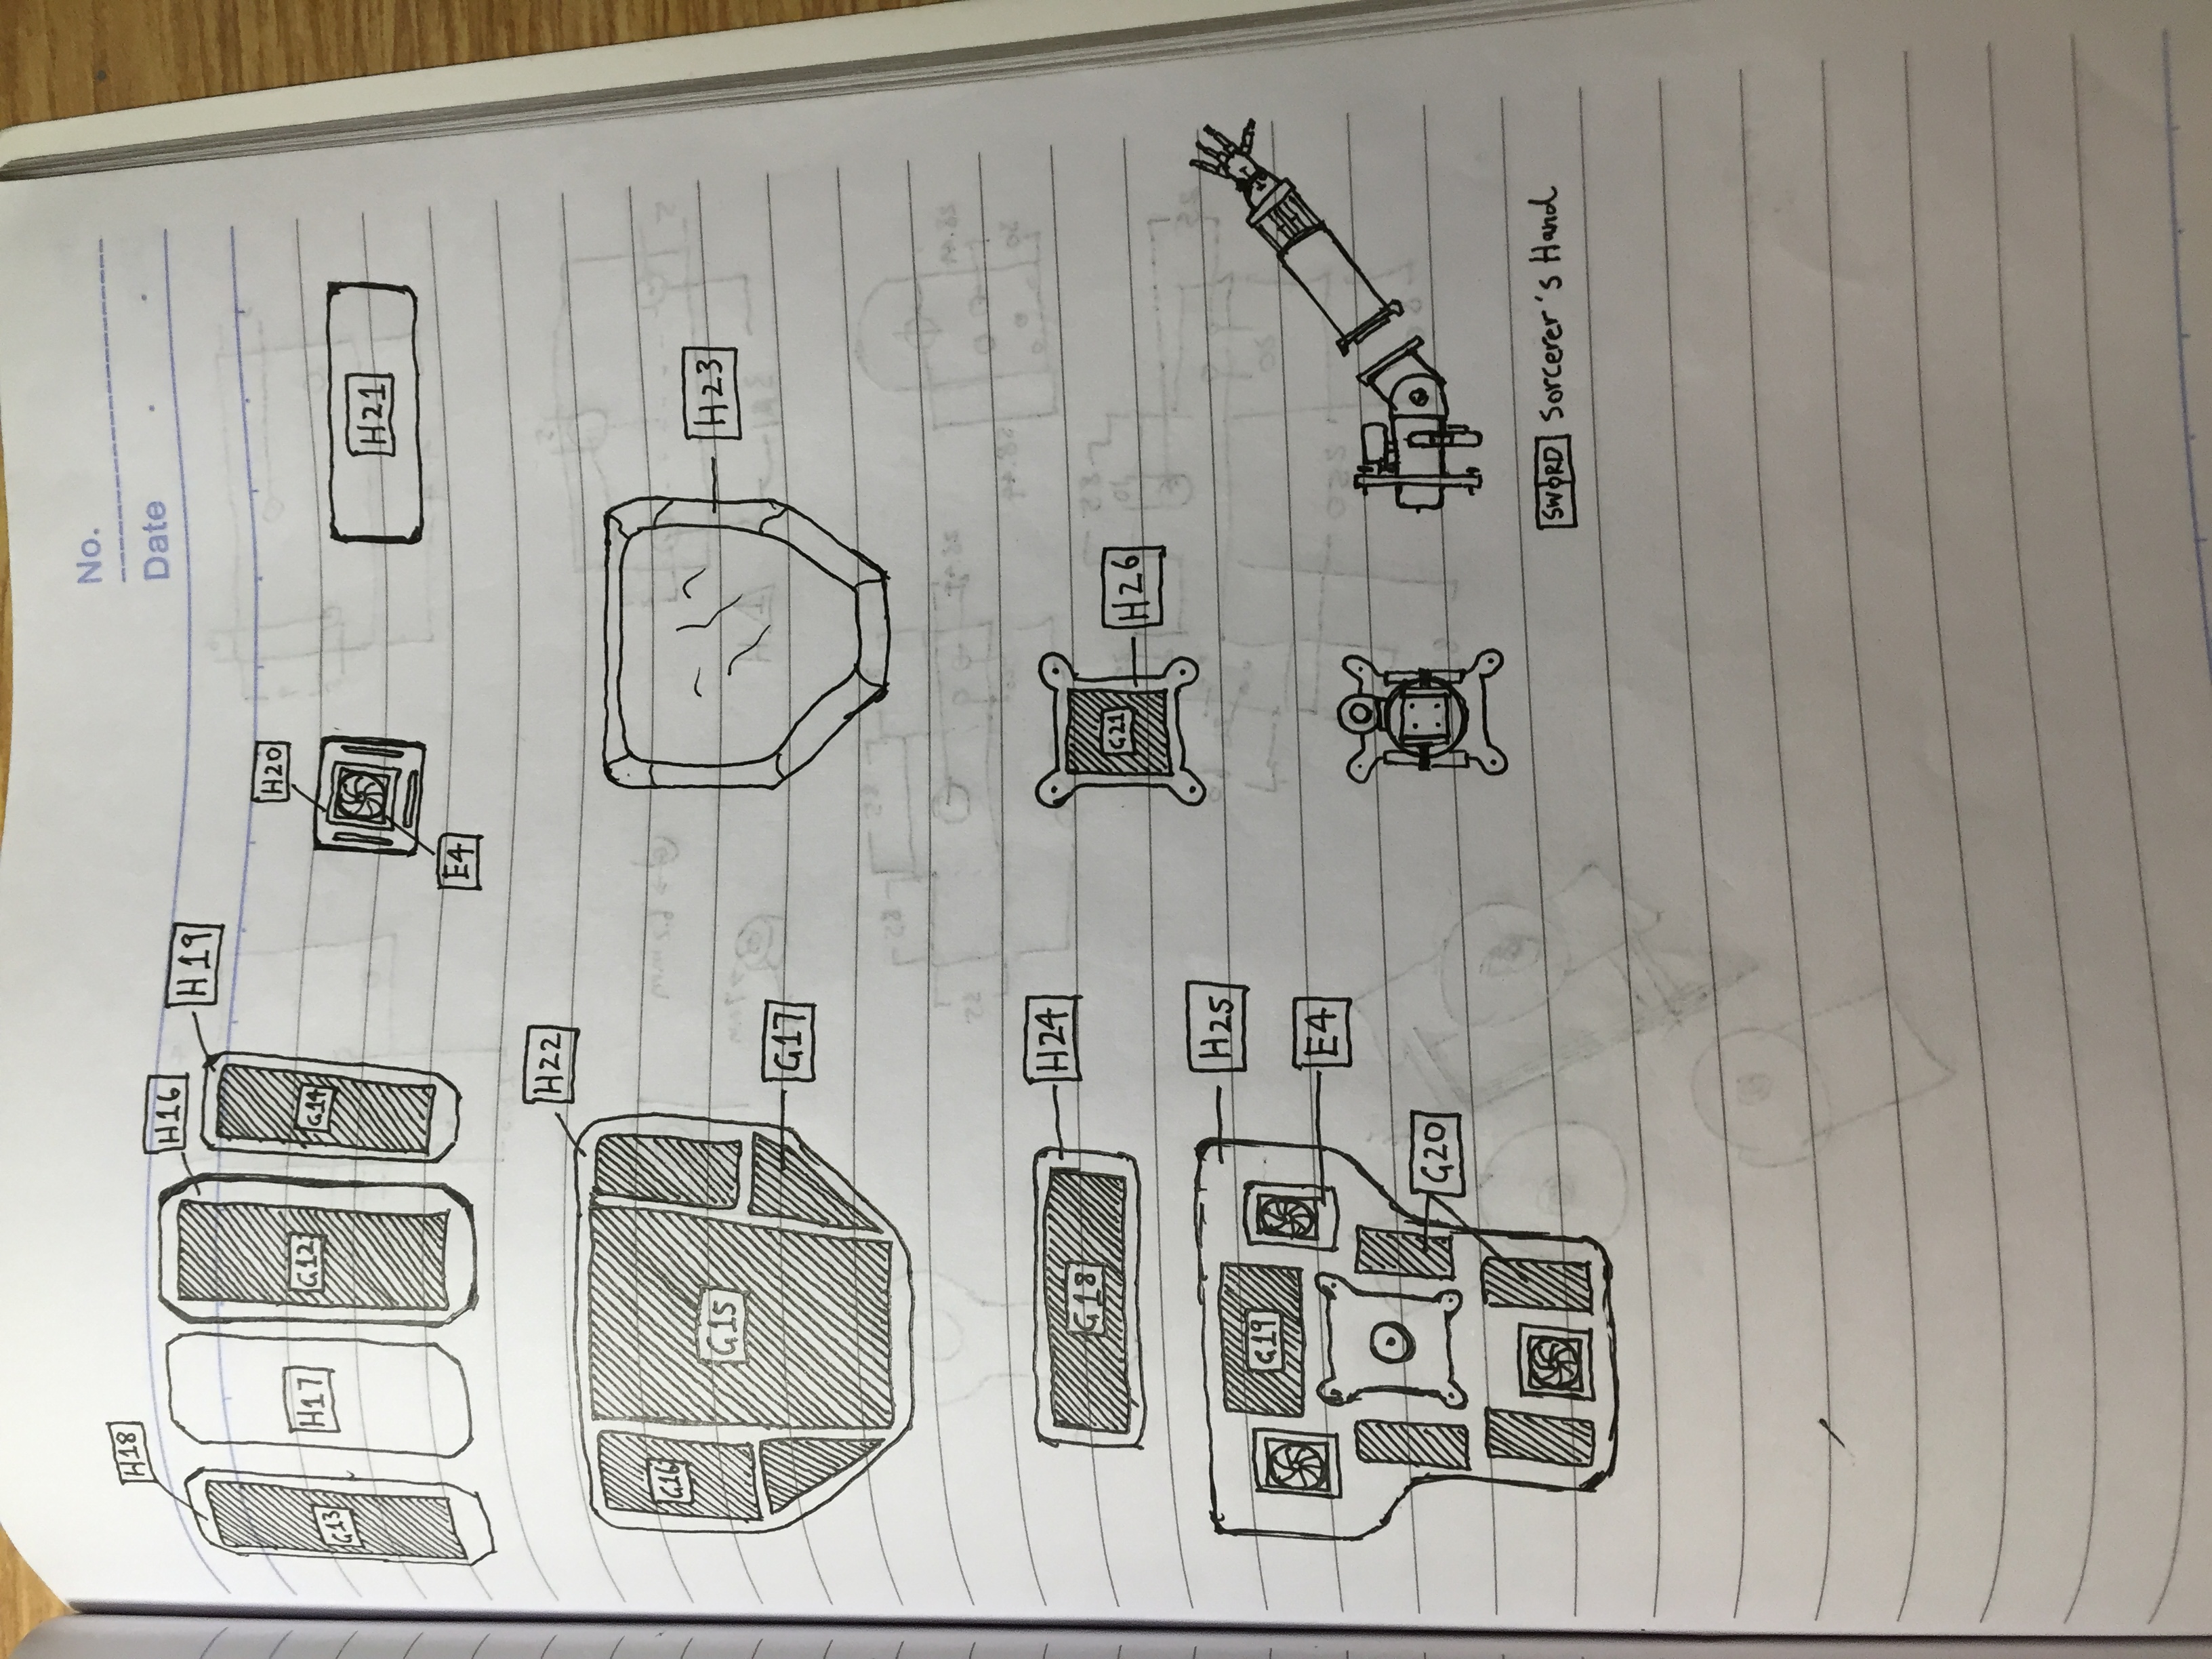 No.
Date
H18
H16
H19
G13
H17
G12
G14
H20
E4
H21
H22
G16
G15
G17
H23
H24
G18
G21
H26
H25
G19
E4
G20
SWORD Sorcerer's Hand